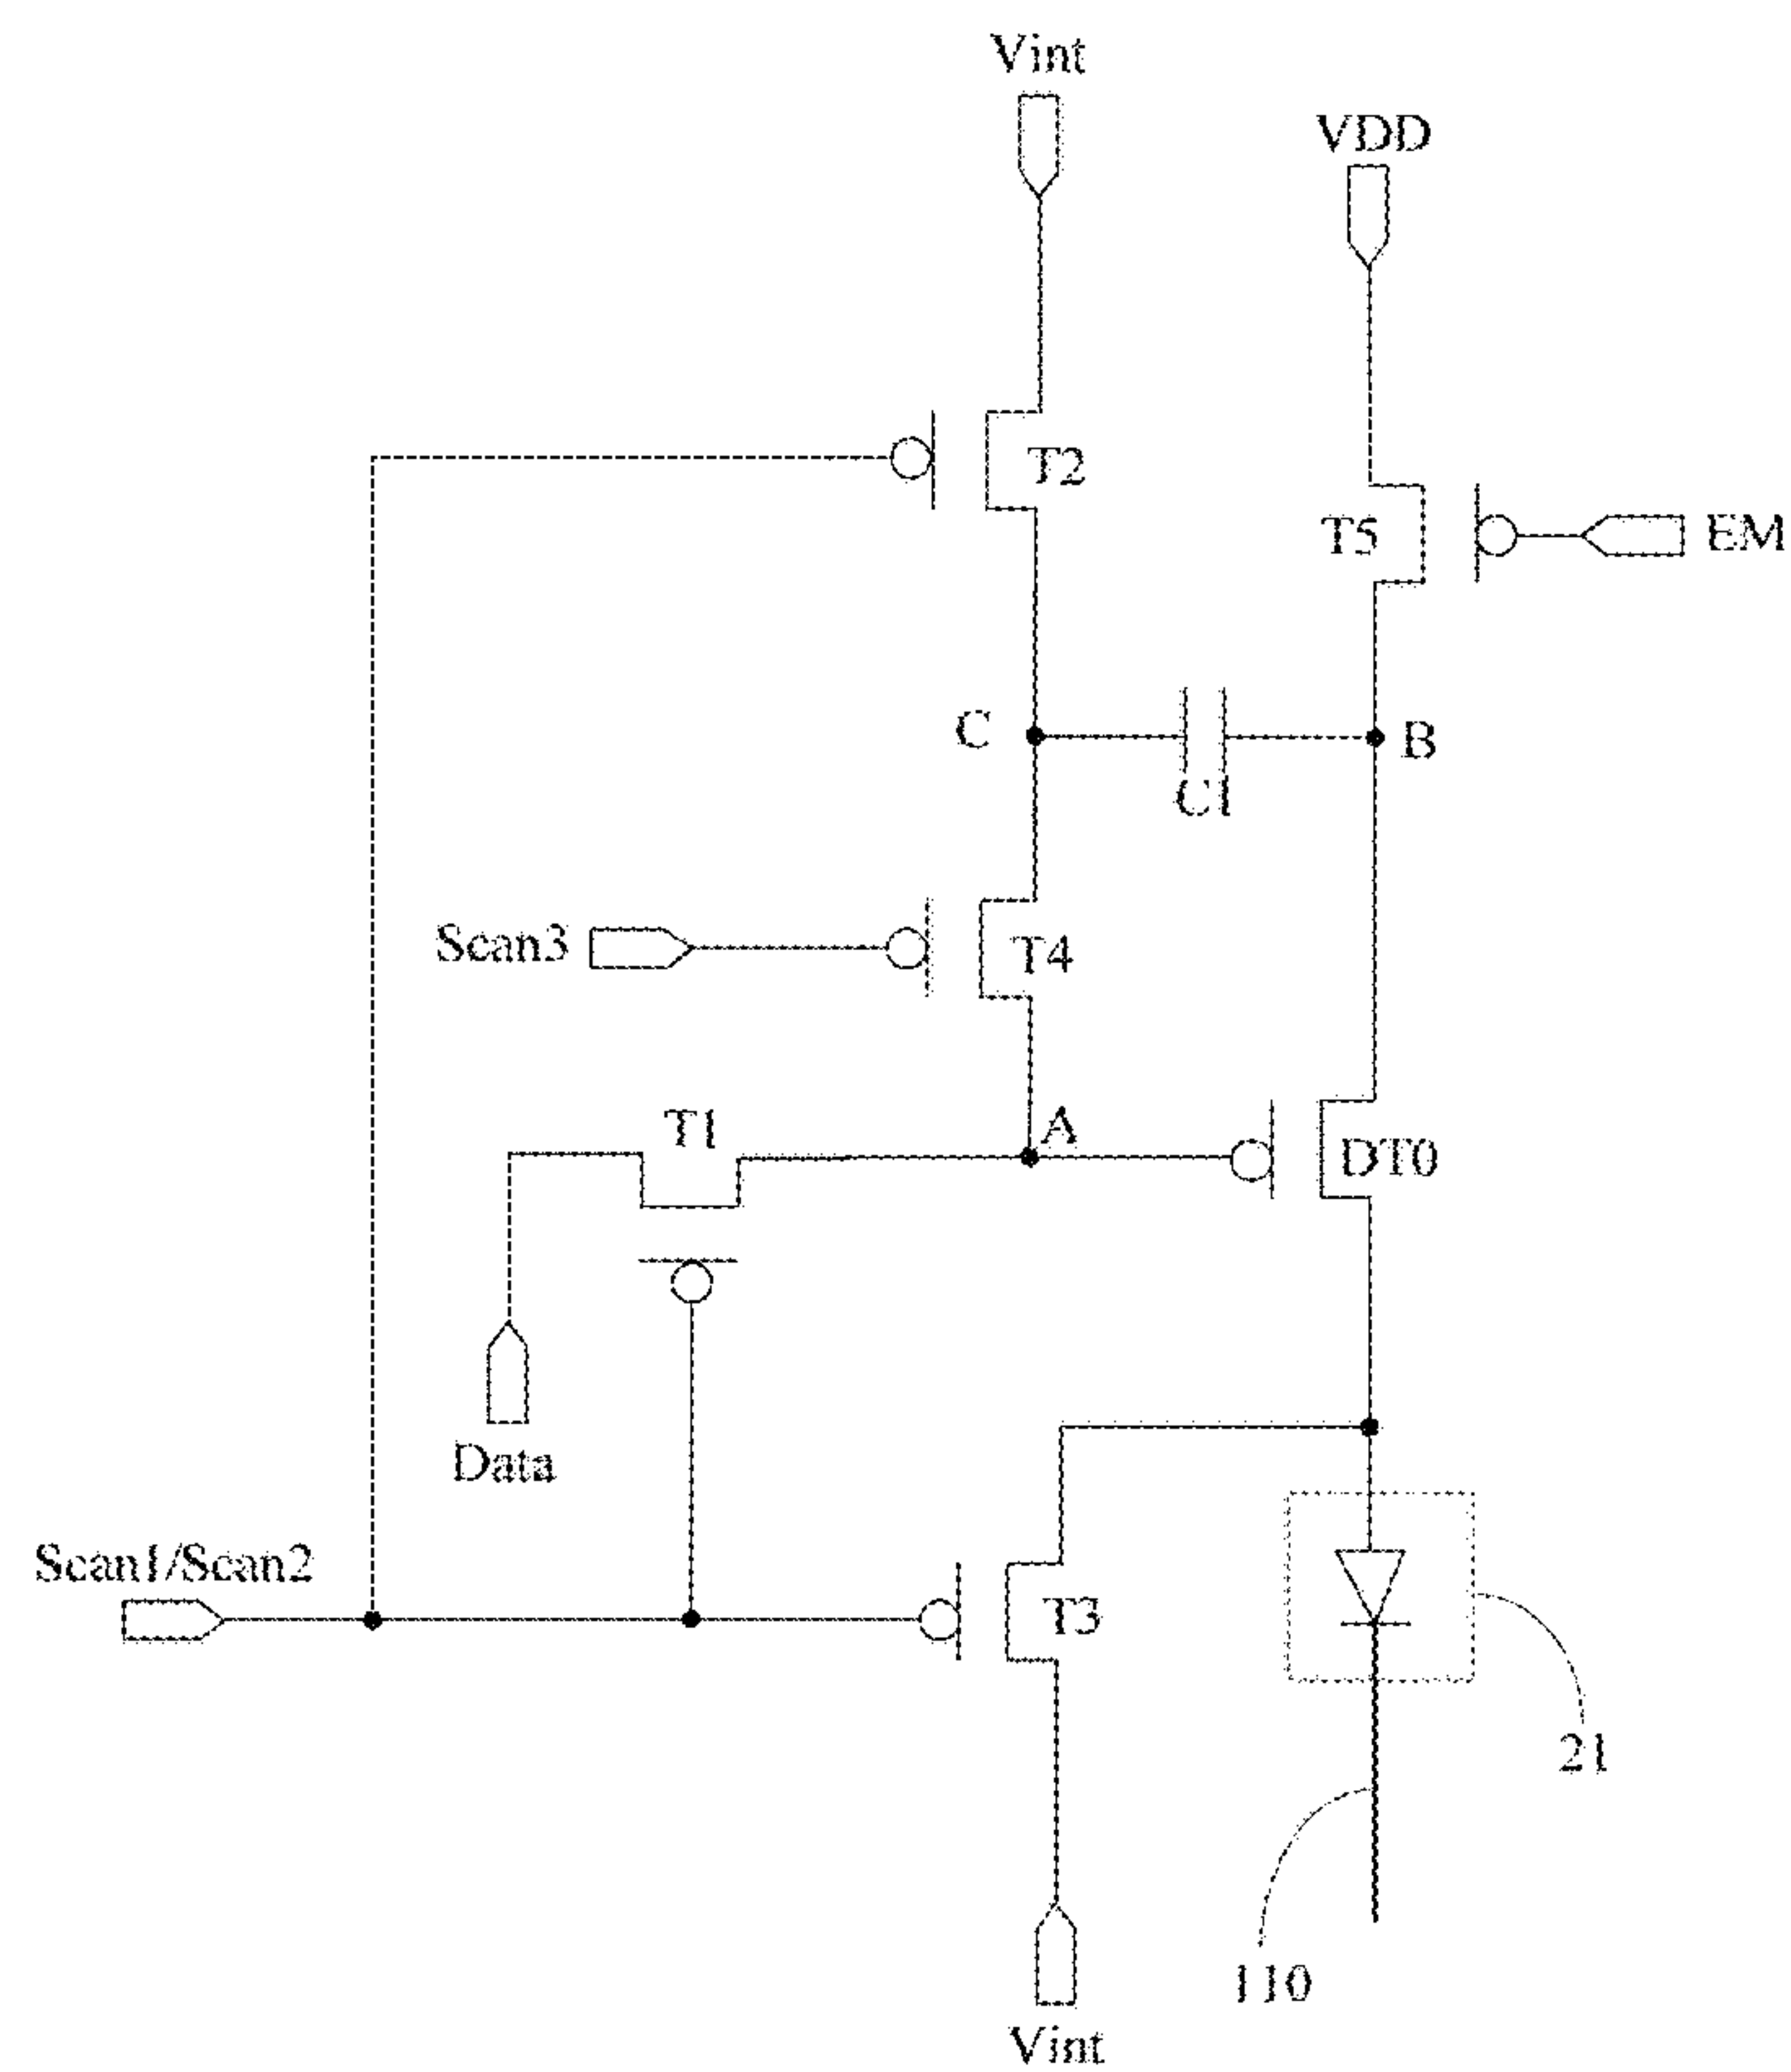 Vint
VDD
T2
T5
EM
C
B
C1
Scan3
T4
T1
A
DT0
Data
Scan1/Scan2
T3
21
110
Vint